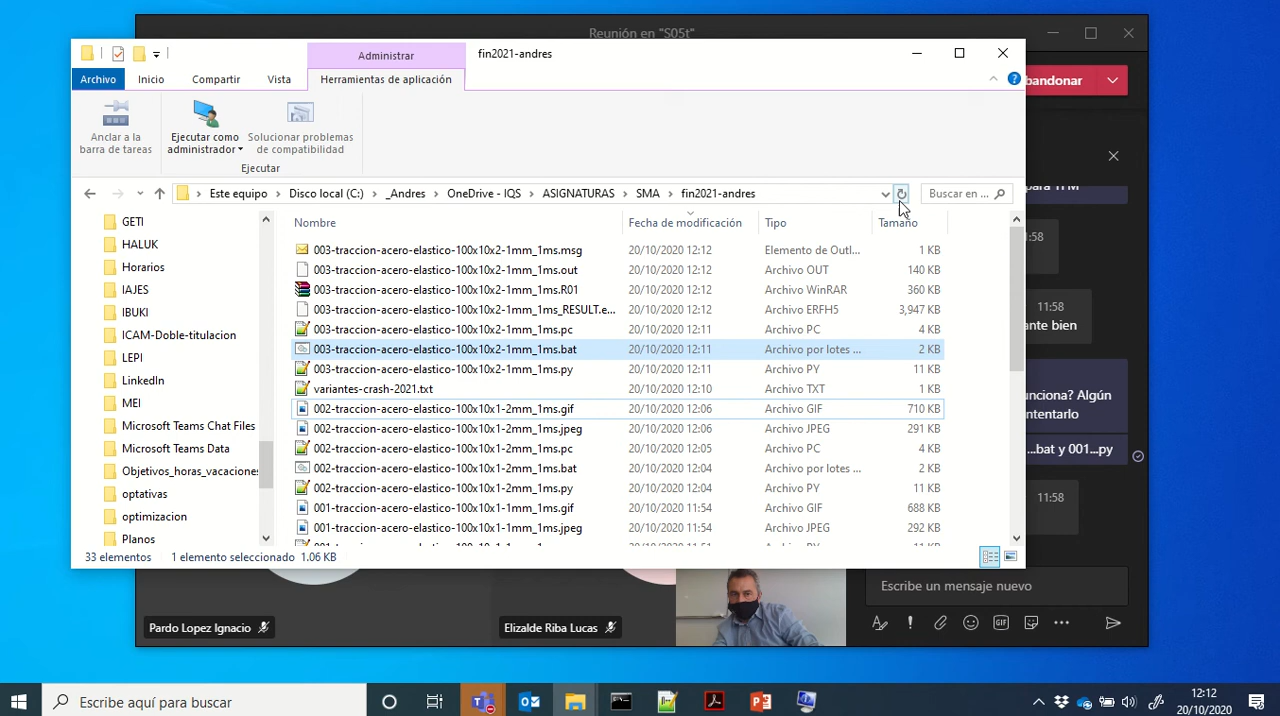 Reunión en "S05t"
Administrar
fin2021-andres
Archivo
Inicio
Compartir
Vista
Herramientas de aplicación
Anclar a la
barra de tareas
Ejecutar como
administrador
Solucionar problemas
de compatibilidad
Ejecutar
Este equipo
Disco local (C:)
_Andres
OneDrive - IQS
ASIGNATURAS
SMA
fin2021-andres
Buscar en ...
Nombre
Fecha de modificación
Tipo
Tamaño
GETI
HALUK
Horarios
IAJES
IBUKI
ICAM-Doble-titulacion
LEPI
LinkedIn
MEI
Microsoft Teams Chat Files
Microsoft Teams Data
Objetivos_horas_vacaciones
optativas
optimizacion
Planos
003-traccion-acero-elastico-100x10x2-1mm_1ms.msg 20/10/2020 12:12 Elemento de Outl... 1 KB
003-traccion-acero-elastico-100x10x2-1mm_1ms.out 20/10/2020 12:12 Archivo OUT 140 KB
003-traccion-acero-elastico-100x10x2-1mm_1ms.R01 20/10/2020 12:12 Archivo WinRAR 360 KB
003-traccion-acero-elastico-100x10x2-1mm_1ms_RESULT.e... 20/10/2020 12:12 Archivo ERFH5 3,947 KB
003-traccion-acero-elastico-100x10x2-1mm_1ms.pc 20/10/2020 12:11 Archivo PC 4 KB
003-traccion-acero-elastico-100x10x2-1mm_1ms.bat 20/10/2020 12:11 Archivo por lotes ... 2 KB
003-traccion-acero-elastico-100x10x2-1mm_1ms.py 20/10/2020 12:11 Archivo PY 11 KB
variantes-crash-2021.txt 20/10/2020 12:10 Archivo TXT 1 KB
002-traccion-acero-elastico-100x10x1-2mm_1ms.gif 20/10/2020 12:06 Archivo GIF 710 KB
002-traccion-acero-elastico-100x10x1-2mm_1ms.jpeg 20/10/2020 12:06 Archivo JPEG 291 KB
002-traccion-acero-elastico-100x10x1-2mm_1ms.pc 20/10/2020 12:05 Archivo PC 4 KB
002-traccion-acero-elastico-100x10x1-2mm_1ms.bat 20/10/2020 12:04 Archivo por lotes ... 2 KB
002-traccion-acero-elastico-100x10x1-2mm_1ms.py 20/10/2020 12:04 Archivo PY 11 KB
001-traccion-acero-elastico-100x10x1-1mm_1ms.gif 20/10/2020 11:54 Archivo GIF 688 KB
001-traccion-acero-elastico-100x10x1-1mm_1ms.jpeg 20/10/2020 11:54 Archivo JPEG 292 KB
33 elementos
1 elemento seleccionado 1.06 KB
bandonar
para TFM
:58
11:58
ante bien
unciona? Algún
ntentarlo
...bat y 001...py
11:58
Escribe un mensaje nuevo
GIF
Pardo Lopez Ignacio
Elizalde Riba Lucas
Escribe aquí para buscar
12:12
20/10/2020